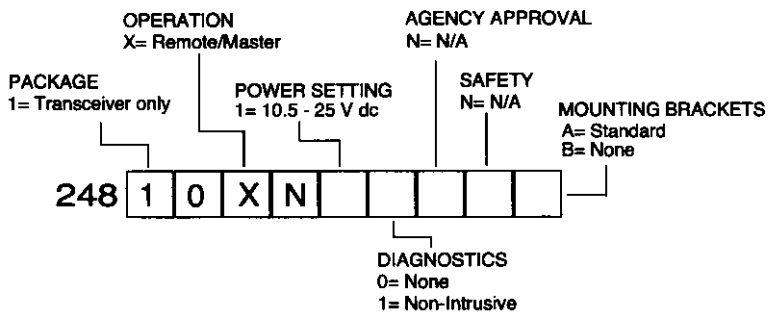 OPERATION
X= Remote/Master
AGENCY APPROVAL
N= N/A
PACKAGE
1= Transceiver only
POWER SETTING
1= 10.5 - 25 V dc
SAFETY
N= N/A
MOUNTING BRACKETS
A= Standard
B= None
248 1 0 X N
DIAGNOSTICS
0= None
1= Non-Intrusive